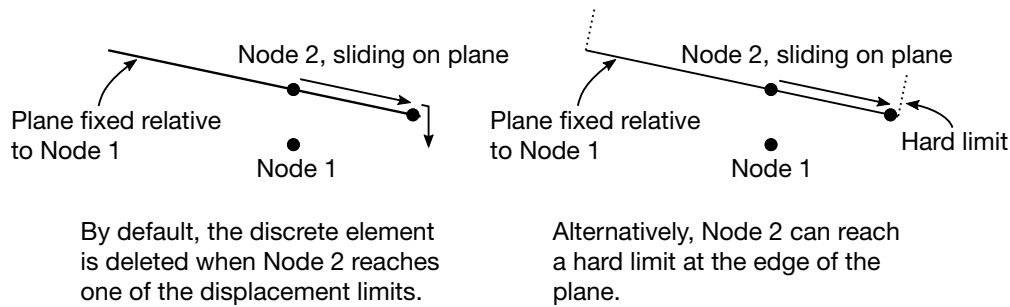 Node 2, sliding on plane
Plane fixed relative
to Node 1
Node 1
By default, the discrete element
is deleted when Node 2 reaches
one of the displacement limits.
Node 2, sliding on plane
Plane fixed relative
to Node 1
Hard limit
Node 1
Alternatively, Node 2 can reach
a hard limit at the edge of the
plane.